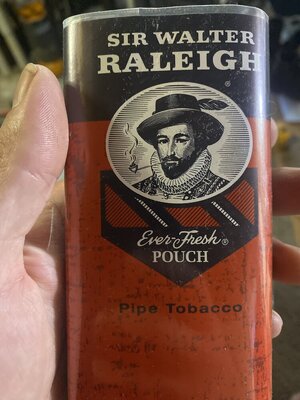 SIR WALTER
RALEIGH®
Ever-Fresh®
POUCH
Pipe Tobacco